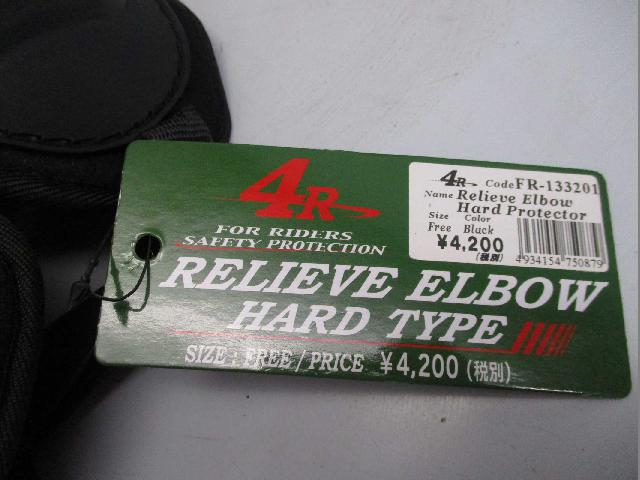 4R
FOR RIDERS
SAFETY PROTECTION
RELIEVE ELBOW
HARD TYPE
SIZE : FREE / PRICE ¥4,200 (税別)
4R Code FR-133201
Name Relieve Elbow
Hard Protector
Size Color
Free Black
¥4,200
(税別)
4934154 750879